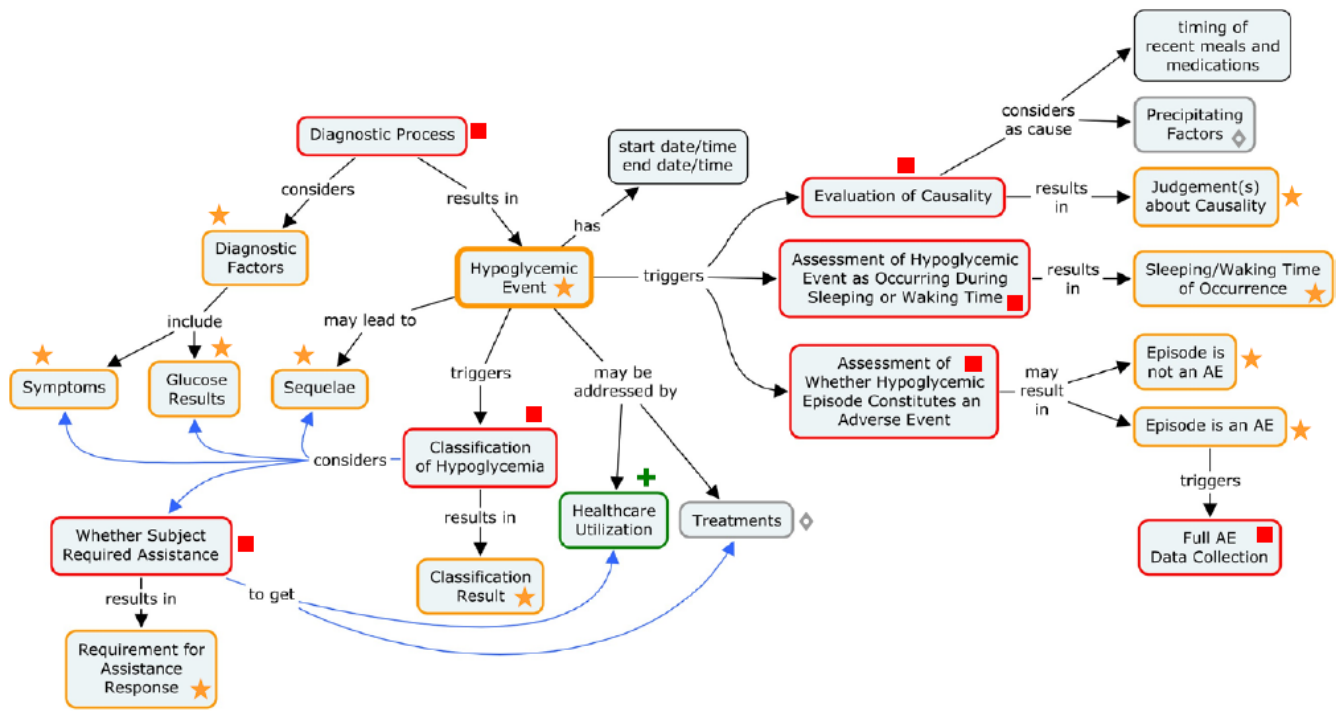 timing of
recent meals and
medications
considers
as cause
Precipitating
Factors
Diagnostic Process
start date/time
end date/time
considers
results in
has
Evaluation of Causality
results
in
Judgement(s)
about Causality
Diagnostic
Factors
Hypoglycemic
Event
triggers
Assessment of Hypoglycemic
Event as Occurring During
Sleeping or Waking Time
results
in
Sleeping/Waking Time
of Occurrence
include
may lead to
Symptoms
Glucose
Results
Sequelae
triggers
may be
addressed by
Assessment of
Whether Hypoglycemic
Episode Constitutes an
Adverse Event
may
result
in
Episode is
not an AE
Episode is an AE
considers
Classification
of Hypoglycemia
triggers
results in
Healthcare
Utilization
Treatments
Whether Subject
Required Assistance
Full AE
Data Collection
results in
to get
Classification
Result
Requirement for
Assistance
Response